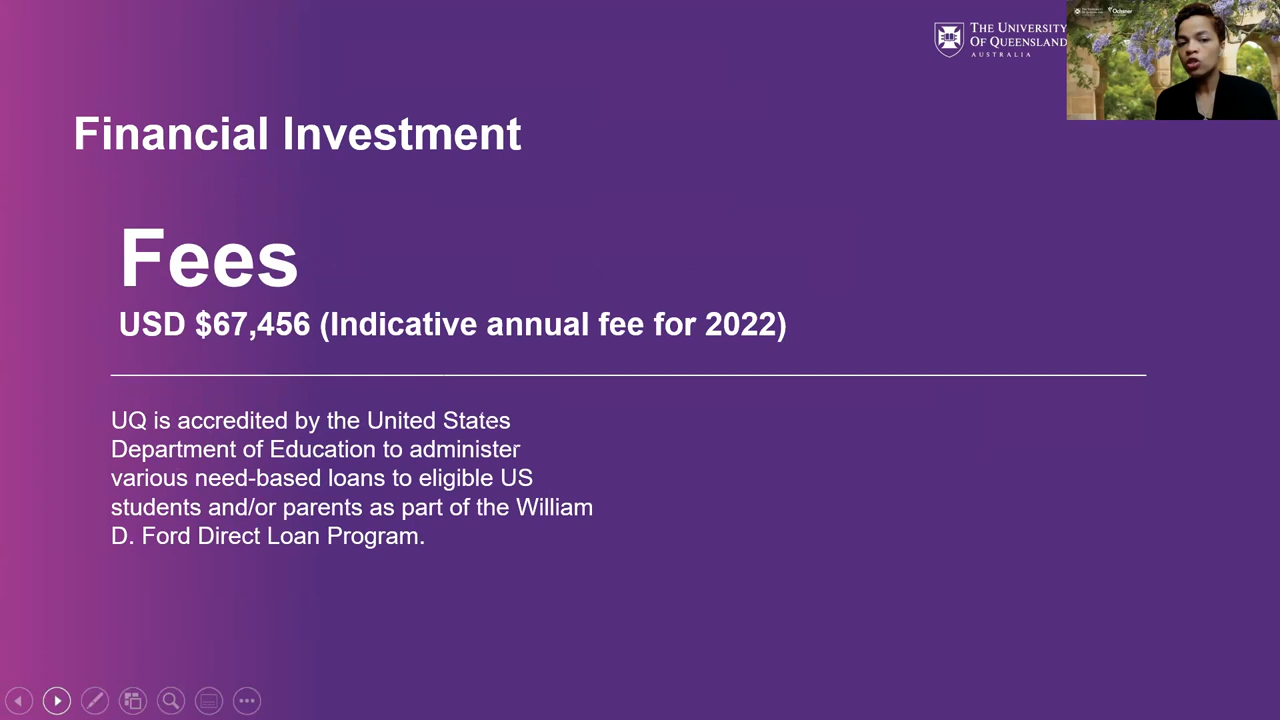 THE UNIVERSITY
OF QUEENSLAND
AUSTRALIA
Ochsner
Financial Investment
Fees
USD $67,456 (Indicative annual fee for 2022)
UQ is accredited by the United States
Department of Education to administer
various need-based loans to eligible US
students and/or parents as part of the William
D. Ford Direct Loan Program.